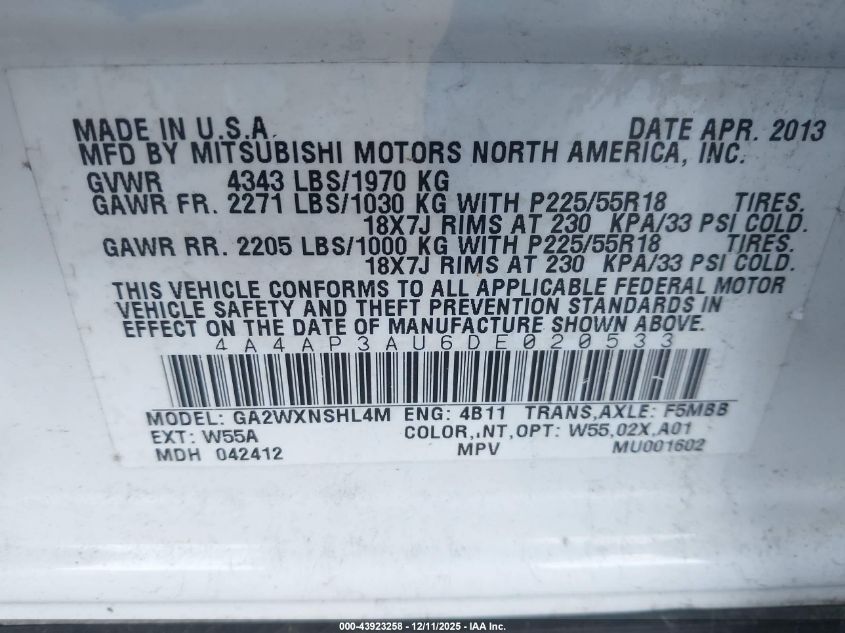 MADE IN U.S.A. DATE APR. 2013
MFD BY MITSUBISHI MOTORS NORTH AMERICA, INC.
GVWR 4343 LBS/1970 KG
GAWR FR. 2271 LBS/1030 KG WITH P225/55R18 TIRES.
18X7J RIMS AT 230 KPA/33 PSI COLD.
GAWR RR. 2205 LBS/1000 KG WITH P225/55R18 TIRES.
18X7J RIMS AT 230 KPA/33 PSI COLD.
THIS VEHICLE CONFORMS TO ALL APPLICABLE FEDERAL MOTOR
VEHICLE SAFETY AND THEFT PREVENTION STANDARDS IN
EFFECT ON THE DATE OF MANUFACTURE SHOWN ABOVE.
4A4AP3AU6DE020533
MODEL: GA2WXNSHL4M ENG: 4B11 TRANS,AXLE: F5MBB
EXT: W55A COLOR,INT,OPT: W55,02X,A01
MDH 042412 MPV MU001602
000-43923258 - 12/11/2025 - IAA Inc.